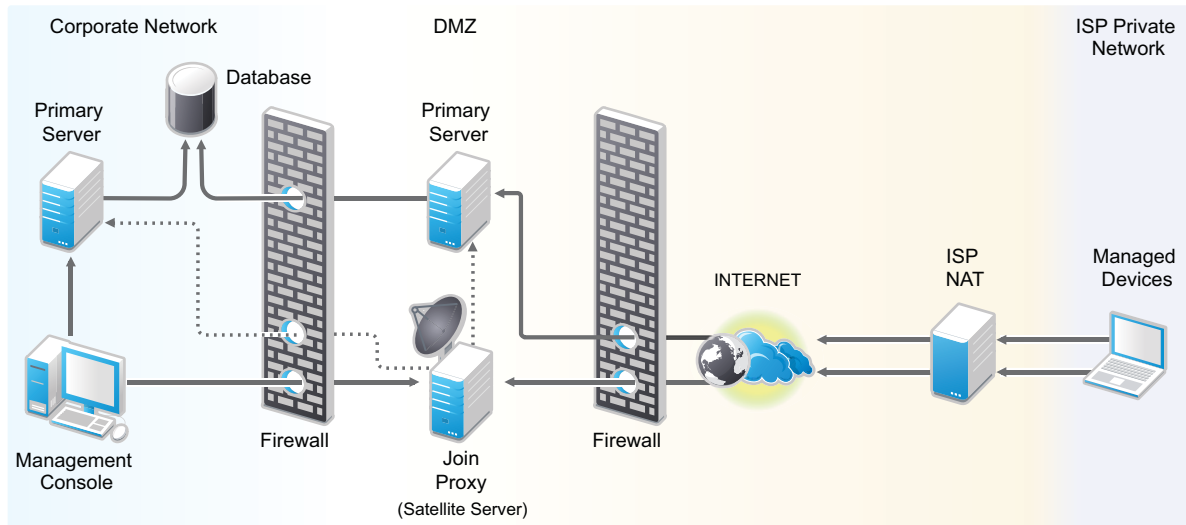 Corporate Network
DMZ
ISP Private
Network
Database
Primary
Server
Primary
Server
INTERNET
ISP
NAT
Managed
Devices
Firewall
Firewall
Management
Console
Join
Proxy
(Satellite Server)